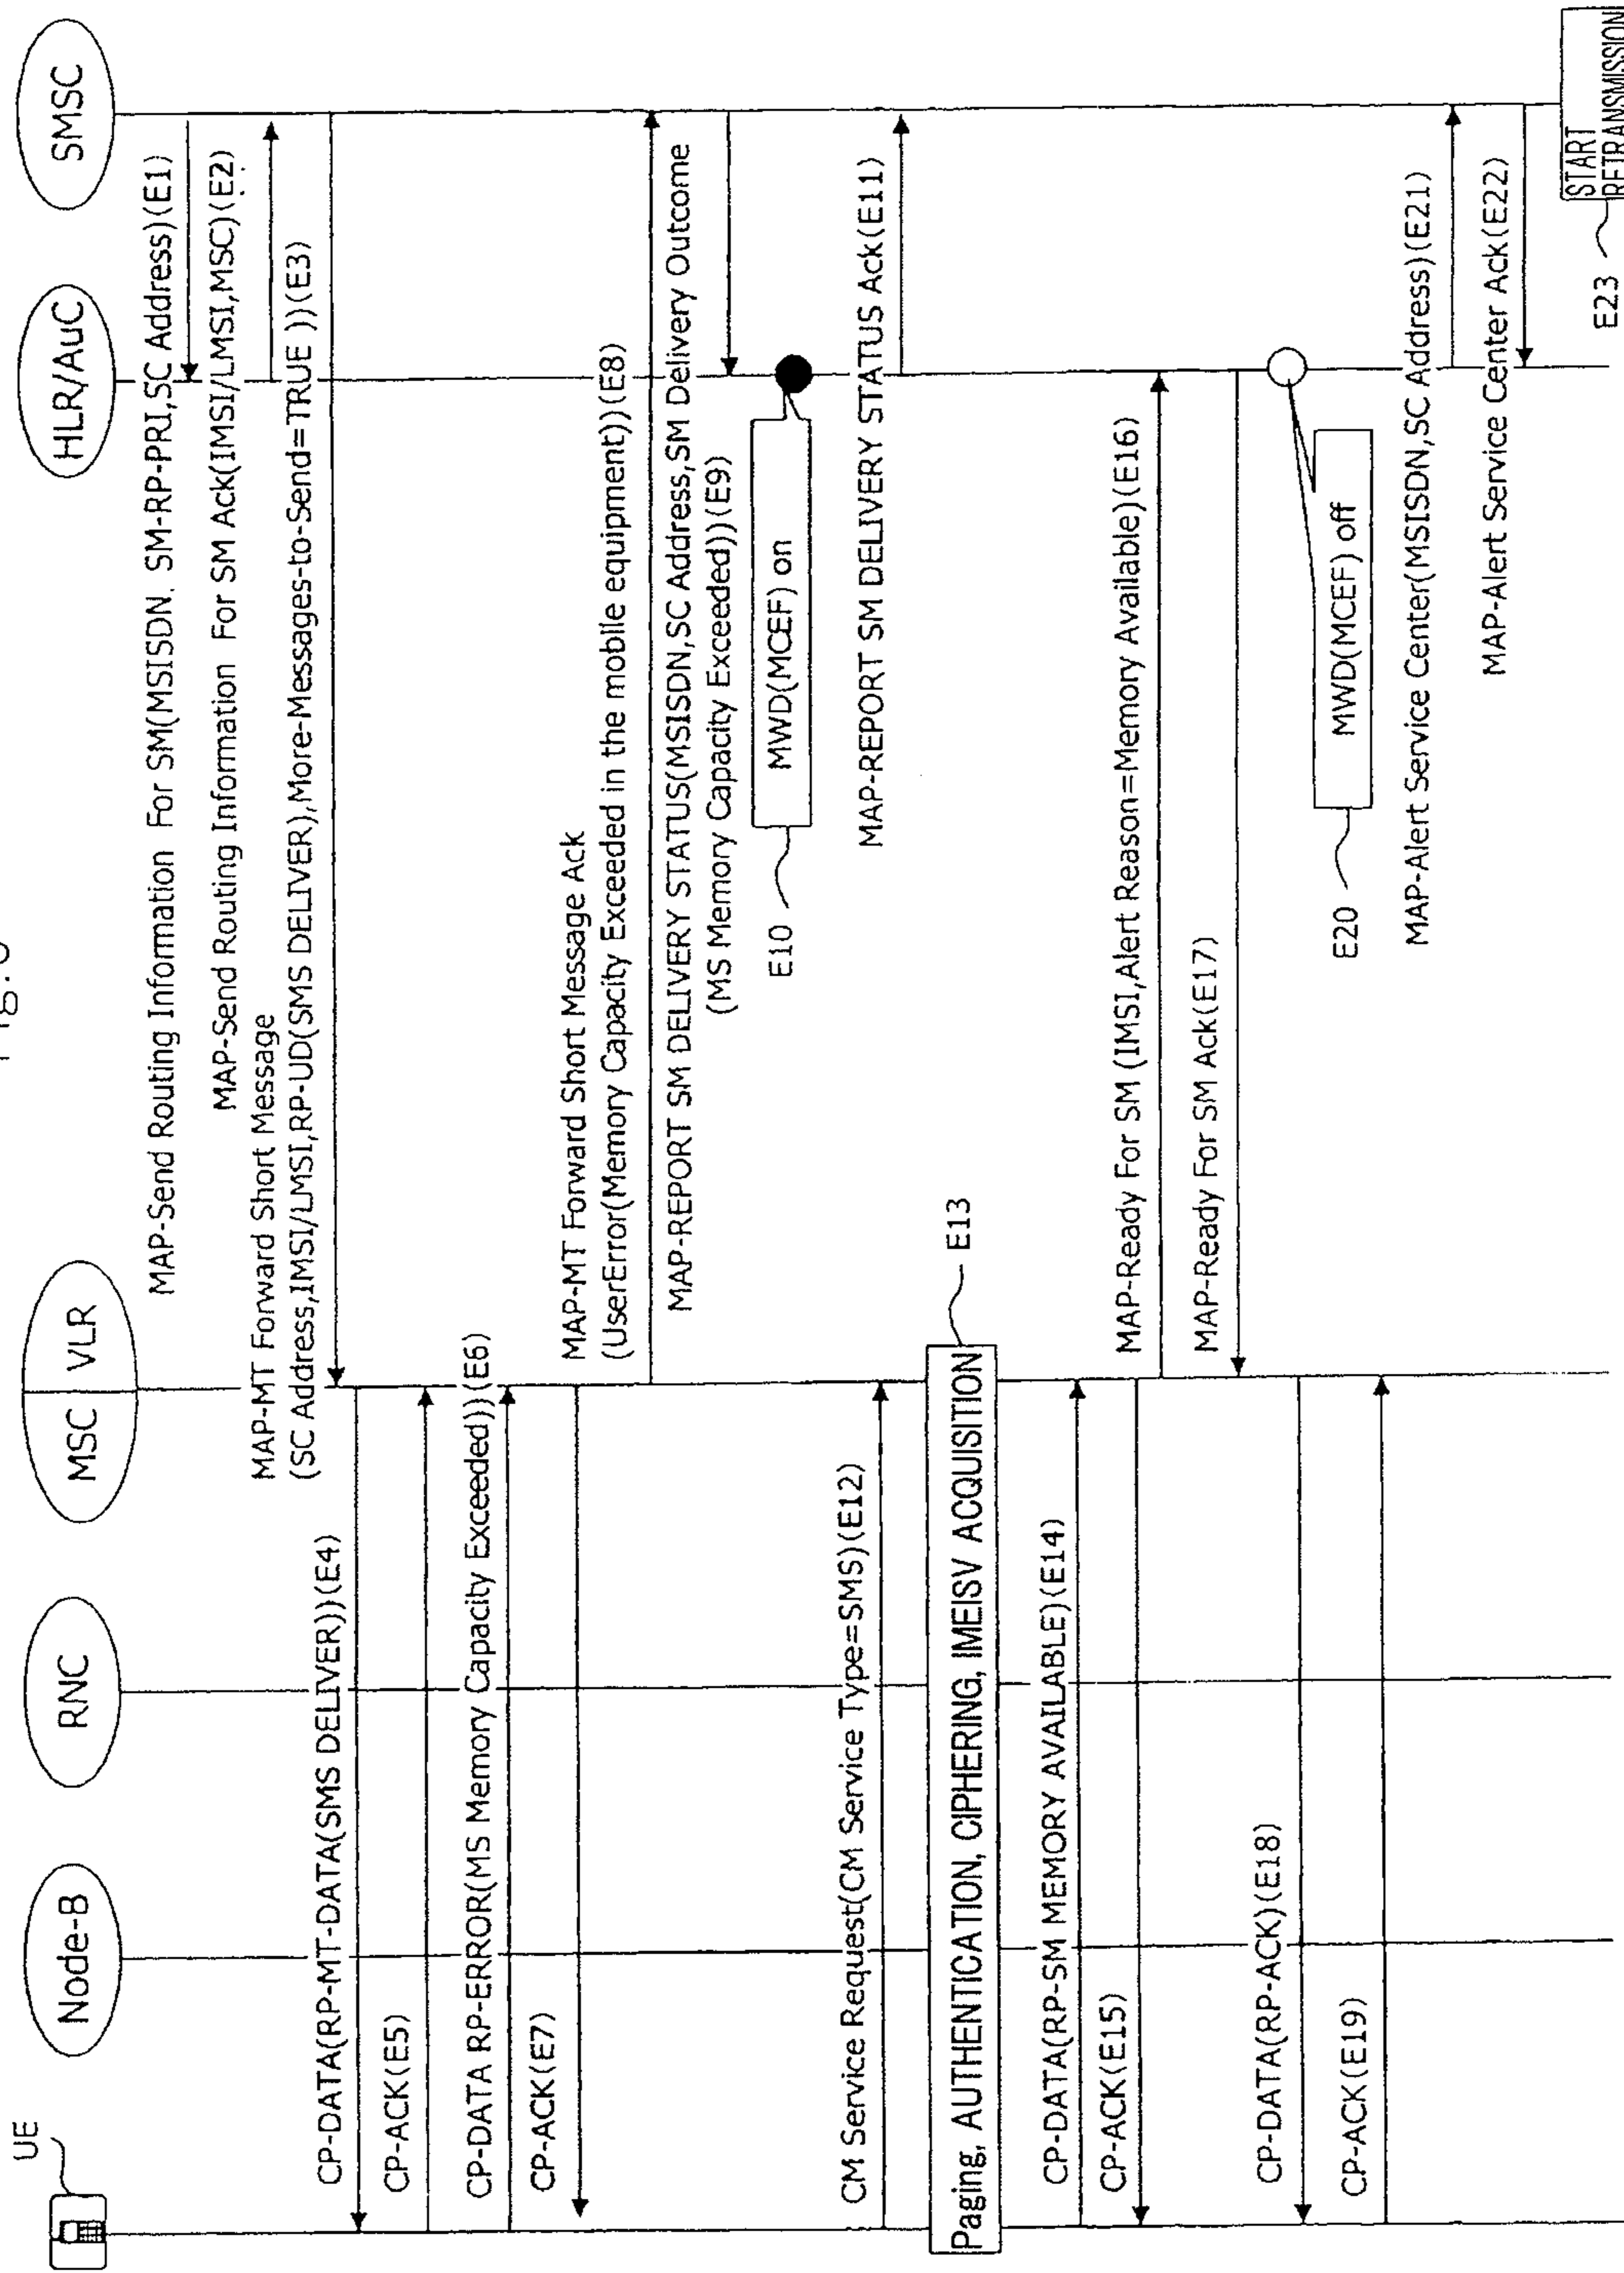 UE
Node-B
RNC
MSC VLR
HLR/AuC
SMSC
MAP-Send Routing Information For SM(MSISDN, SM-RP-PRI,SC Address)(E1)
MAP-Send Routing Information For SM Ack(IMSI/LMSI,MSC)(E2)
MAP-MT Forward Short Message
(SC Address,IMSI/LMSI,RP-UD(SMS DELIVER),More-Messages-to-Send=TRUE ))(E3)
CP-DATA(RP-MT-DATA(SMS DELIVER))(E4)
CP-ACK(E5)
CP-DATA RP-ERROR(MS Memory Capacity Exceeded))(E6)
CP-ACK(E7)
MAP-MT Forward Short Message Ack
(UserError(Memory Capacity Exceeded in the mobile equipment))(E8)
MAP-REPORT SM DELIVERY STATUS(MSISDN,SC Address,SM Delivery Outcome
(MS Memory Capacity Exceeded))(E9)
MWD(MCEF) on
E10
MAP-REPORT SM DELIVERY STATUS Ack(E11)
CM Service Request(CM Service Type=SMS)(E12)
Paging, AUTHENTICATION, CIPHERING, IMEISV ACQUISITION
E13
CP-DATA(RP-SM MEMORY AVAILABLE)(E14)
CP-ACK(E15)
MAP-Ready For SM (IMSI,Alert Reason=Memory Available)(E16)
MAP-Ready For SM Ack(E17)
CP-DATA(RP-ACK)(E18)
CP-ACK(E19)
MWD(MCEF) off
E20
MAP-Alert Service Center(MSISDN,SC Address)(E21)
MAP-Alert Service Center Ack(E22)
START
RETRANSMISSION
E23